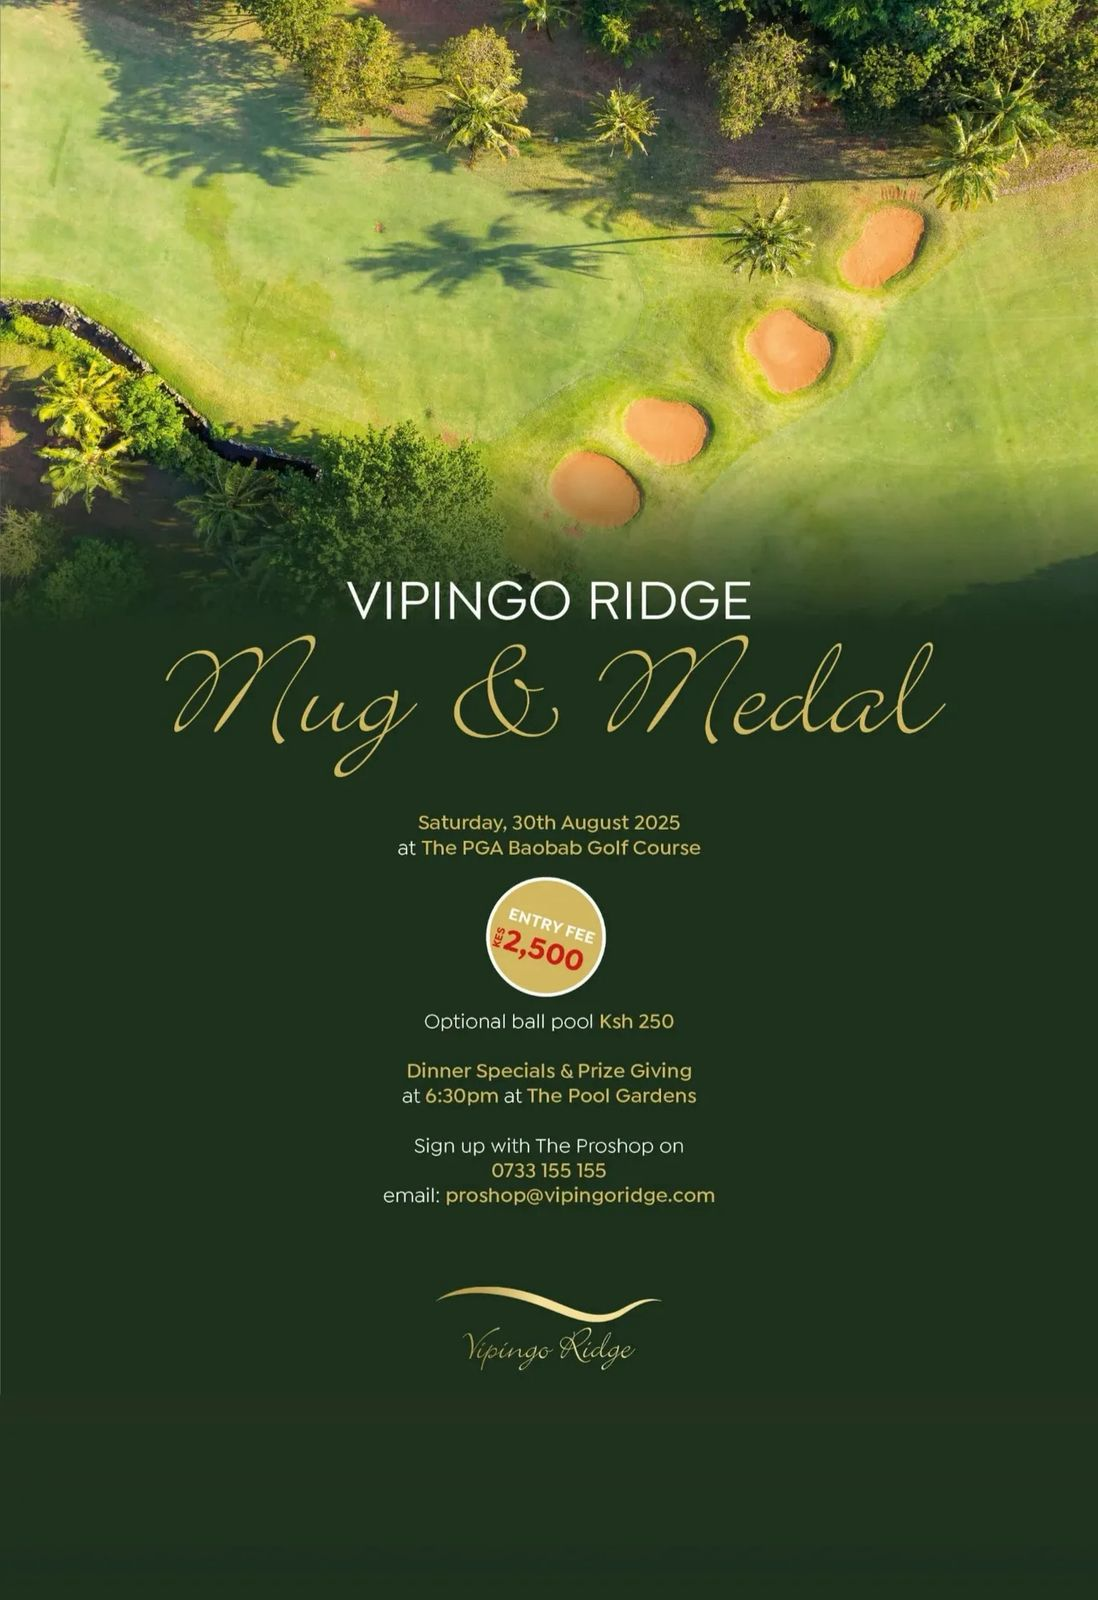 VIPINGO RIDGE
Mug & Medal
Saturday, 30th August 2025
at The PGA Baobab Golf Course
ENTRY FEE
KES 2,500
Optional ball pool Ksh 250
Dinner Specials & Prize Giving
at 6:30pm at The Pool Gardens
Sign up with The Proshop on
0733 155 155
email: proshop@vipingoridge.com
Vipingo Ridge